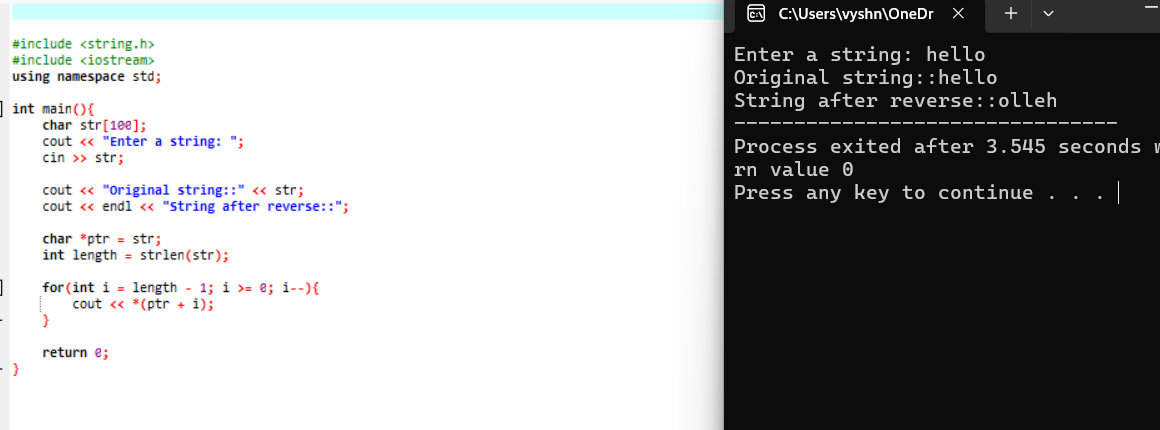 #include <string.h>
#include <iostream>
using namespace std;
int main(){
char str[100];
cout << "Enter a string: ";
cin >> str;
cout << "Original string::" << str;
cout << endl << "String after reverse::";
char *ptr = str;
int length = strlen(str);
for(int i = length - 1; i >= 0; i--){
cout << *(ptr + i);
}
return 0;
}
C:\Users\vyshn\OneDr
Enter a string: hello
Original string::hello
String after reverse::olleh
--------------------------------
Process exited after 3.545 seconds
rn value 0
Press any key to continue . . .